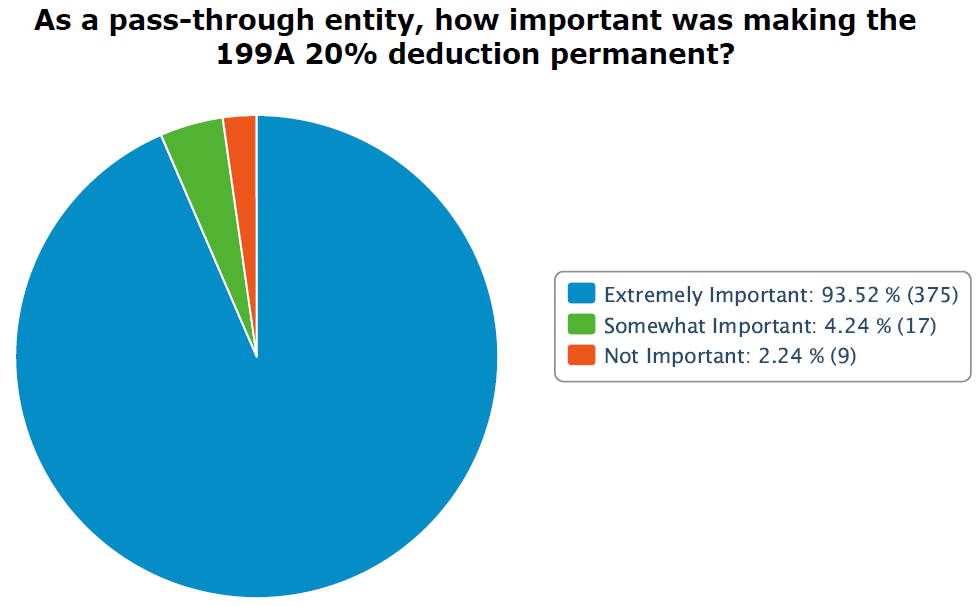 As a pass-through entity, how important was making the
199A 20% deduction permanent?
Extremely Important: 93.52 % (375)
Somewhat Important: 4.24 % (17)
Not Important: 2.24 % (9)